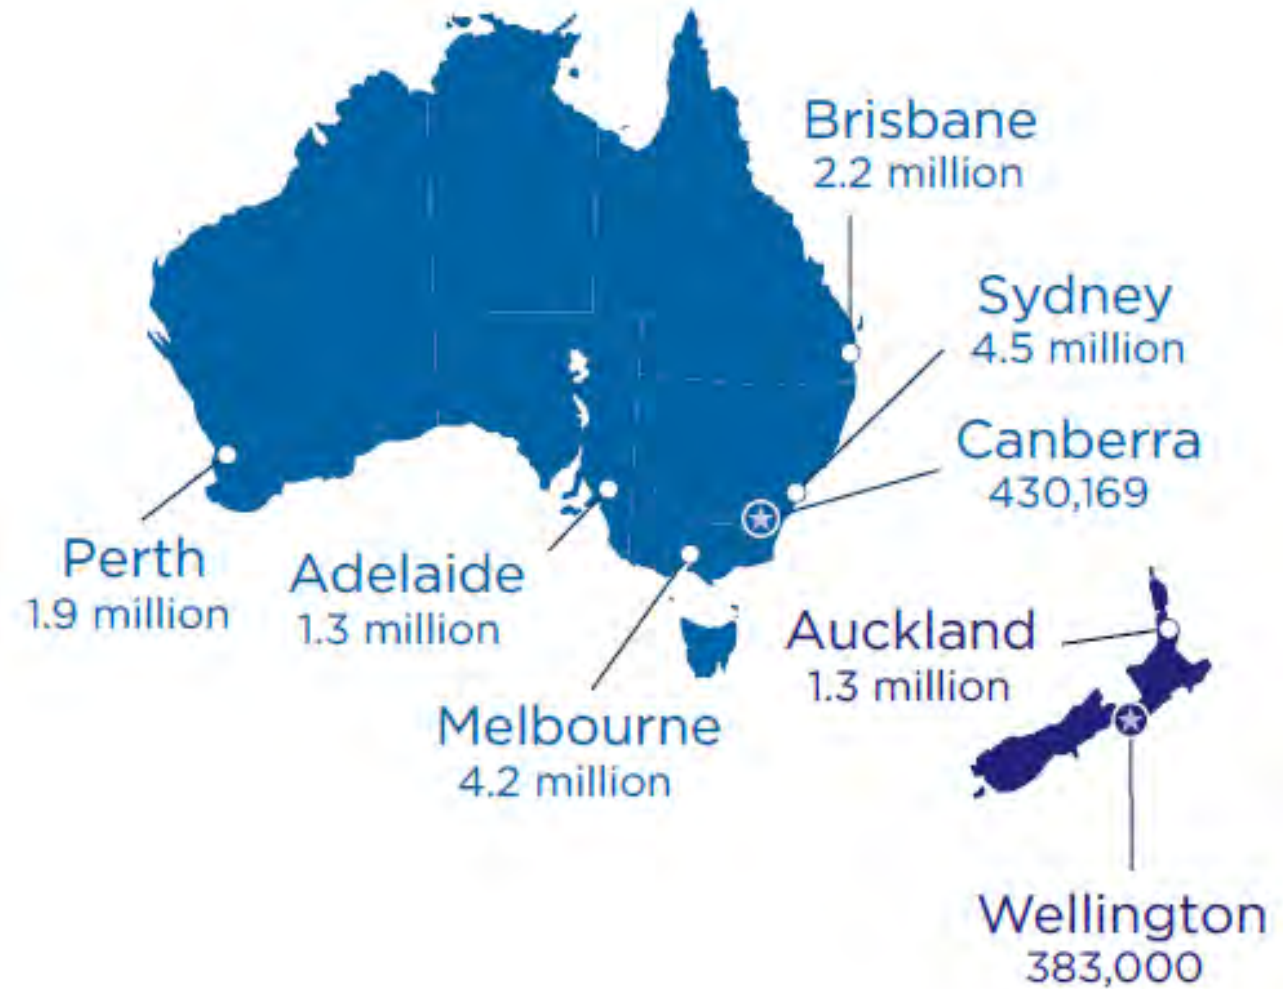 Brisbane
2.2 million
Sydney
4.5 million
Canberra
430,169
Perth
1.9 million
Adelaide
1.3 million
Auckland
1.3 million
Melbourne
4.2 million
Wellington
383,000